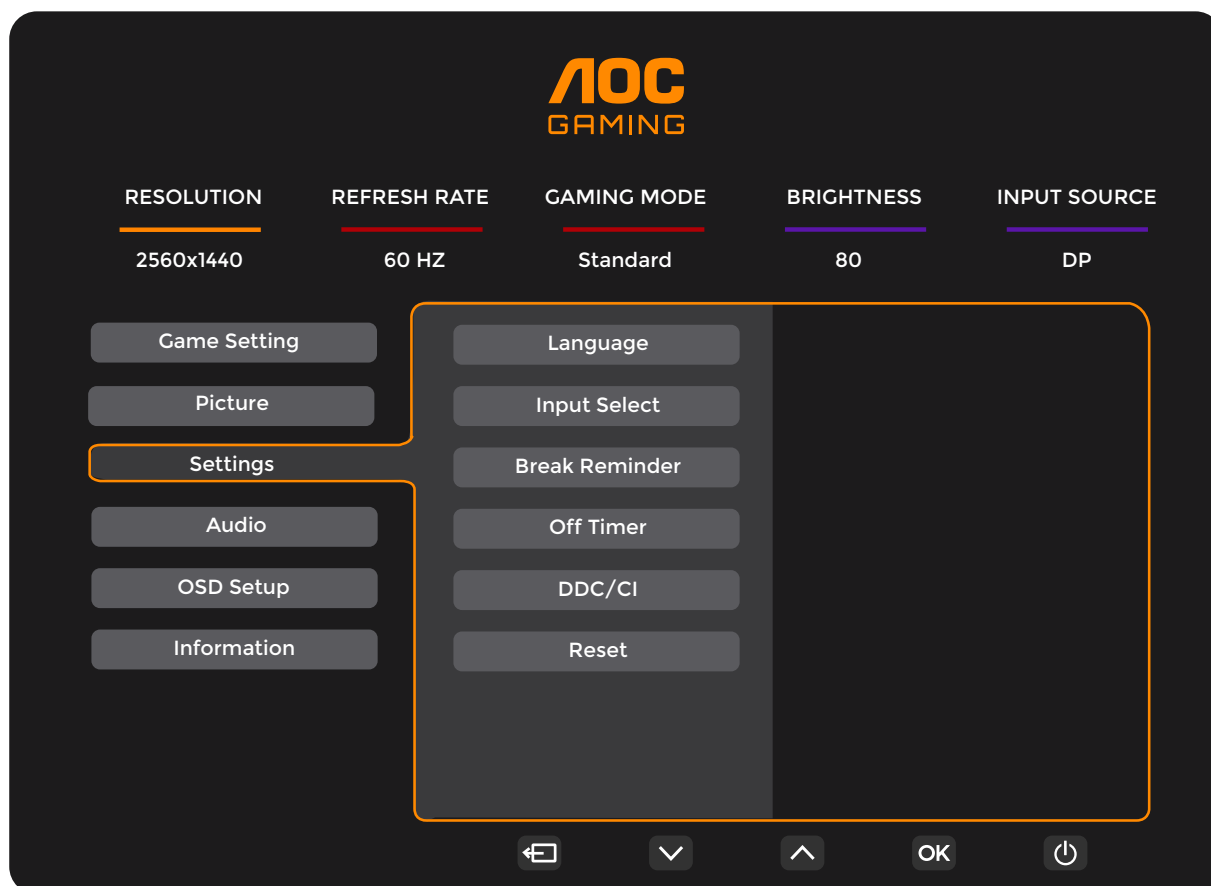 AOC
GAMING
RESOLUTION REFRESH RATE GAMING MODE BRIGHTNESS INPUT SOURCE
2560x1440 60 HZ Standard 80 DP
Game Setting
Picture
Settings
Audio
OSD Setup
Information
Language
Input Select
Break Reminder
Off Timer
DDC/CI
Reset
OK